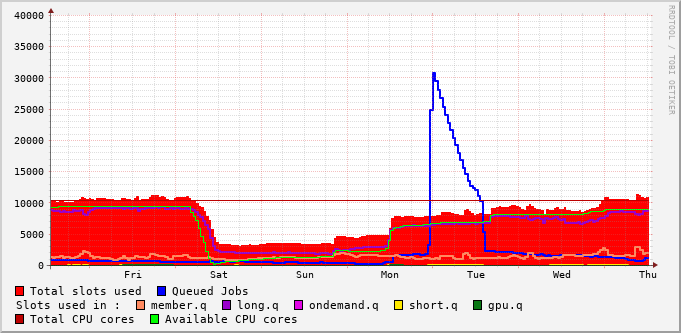 40000
35000
30000
25000
20000
15000
10000
5000
0
Fri Sat Sun Mon Tue Wed Thu
Total slots used Queued Jobs
Slots used in : member.q long.q ondemand.q short.q gpu.q
Total CPU cores Available CPU cores
RRDTOOL / TOBI OETIKER